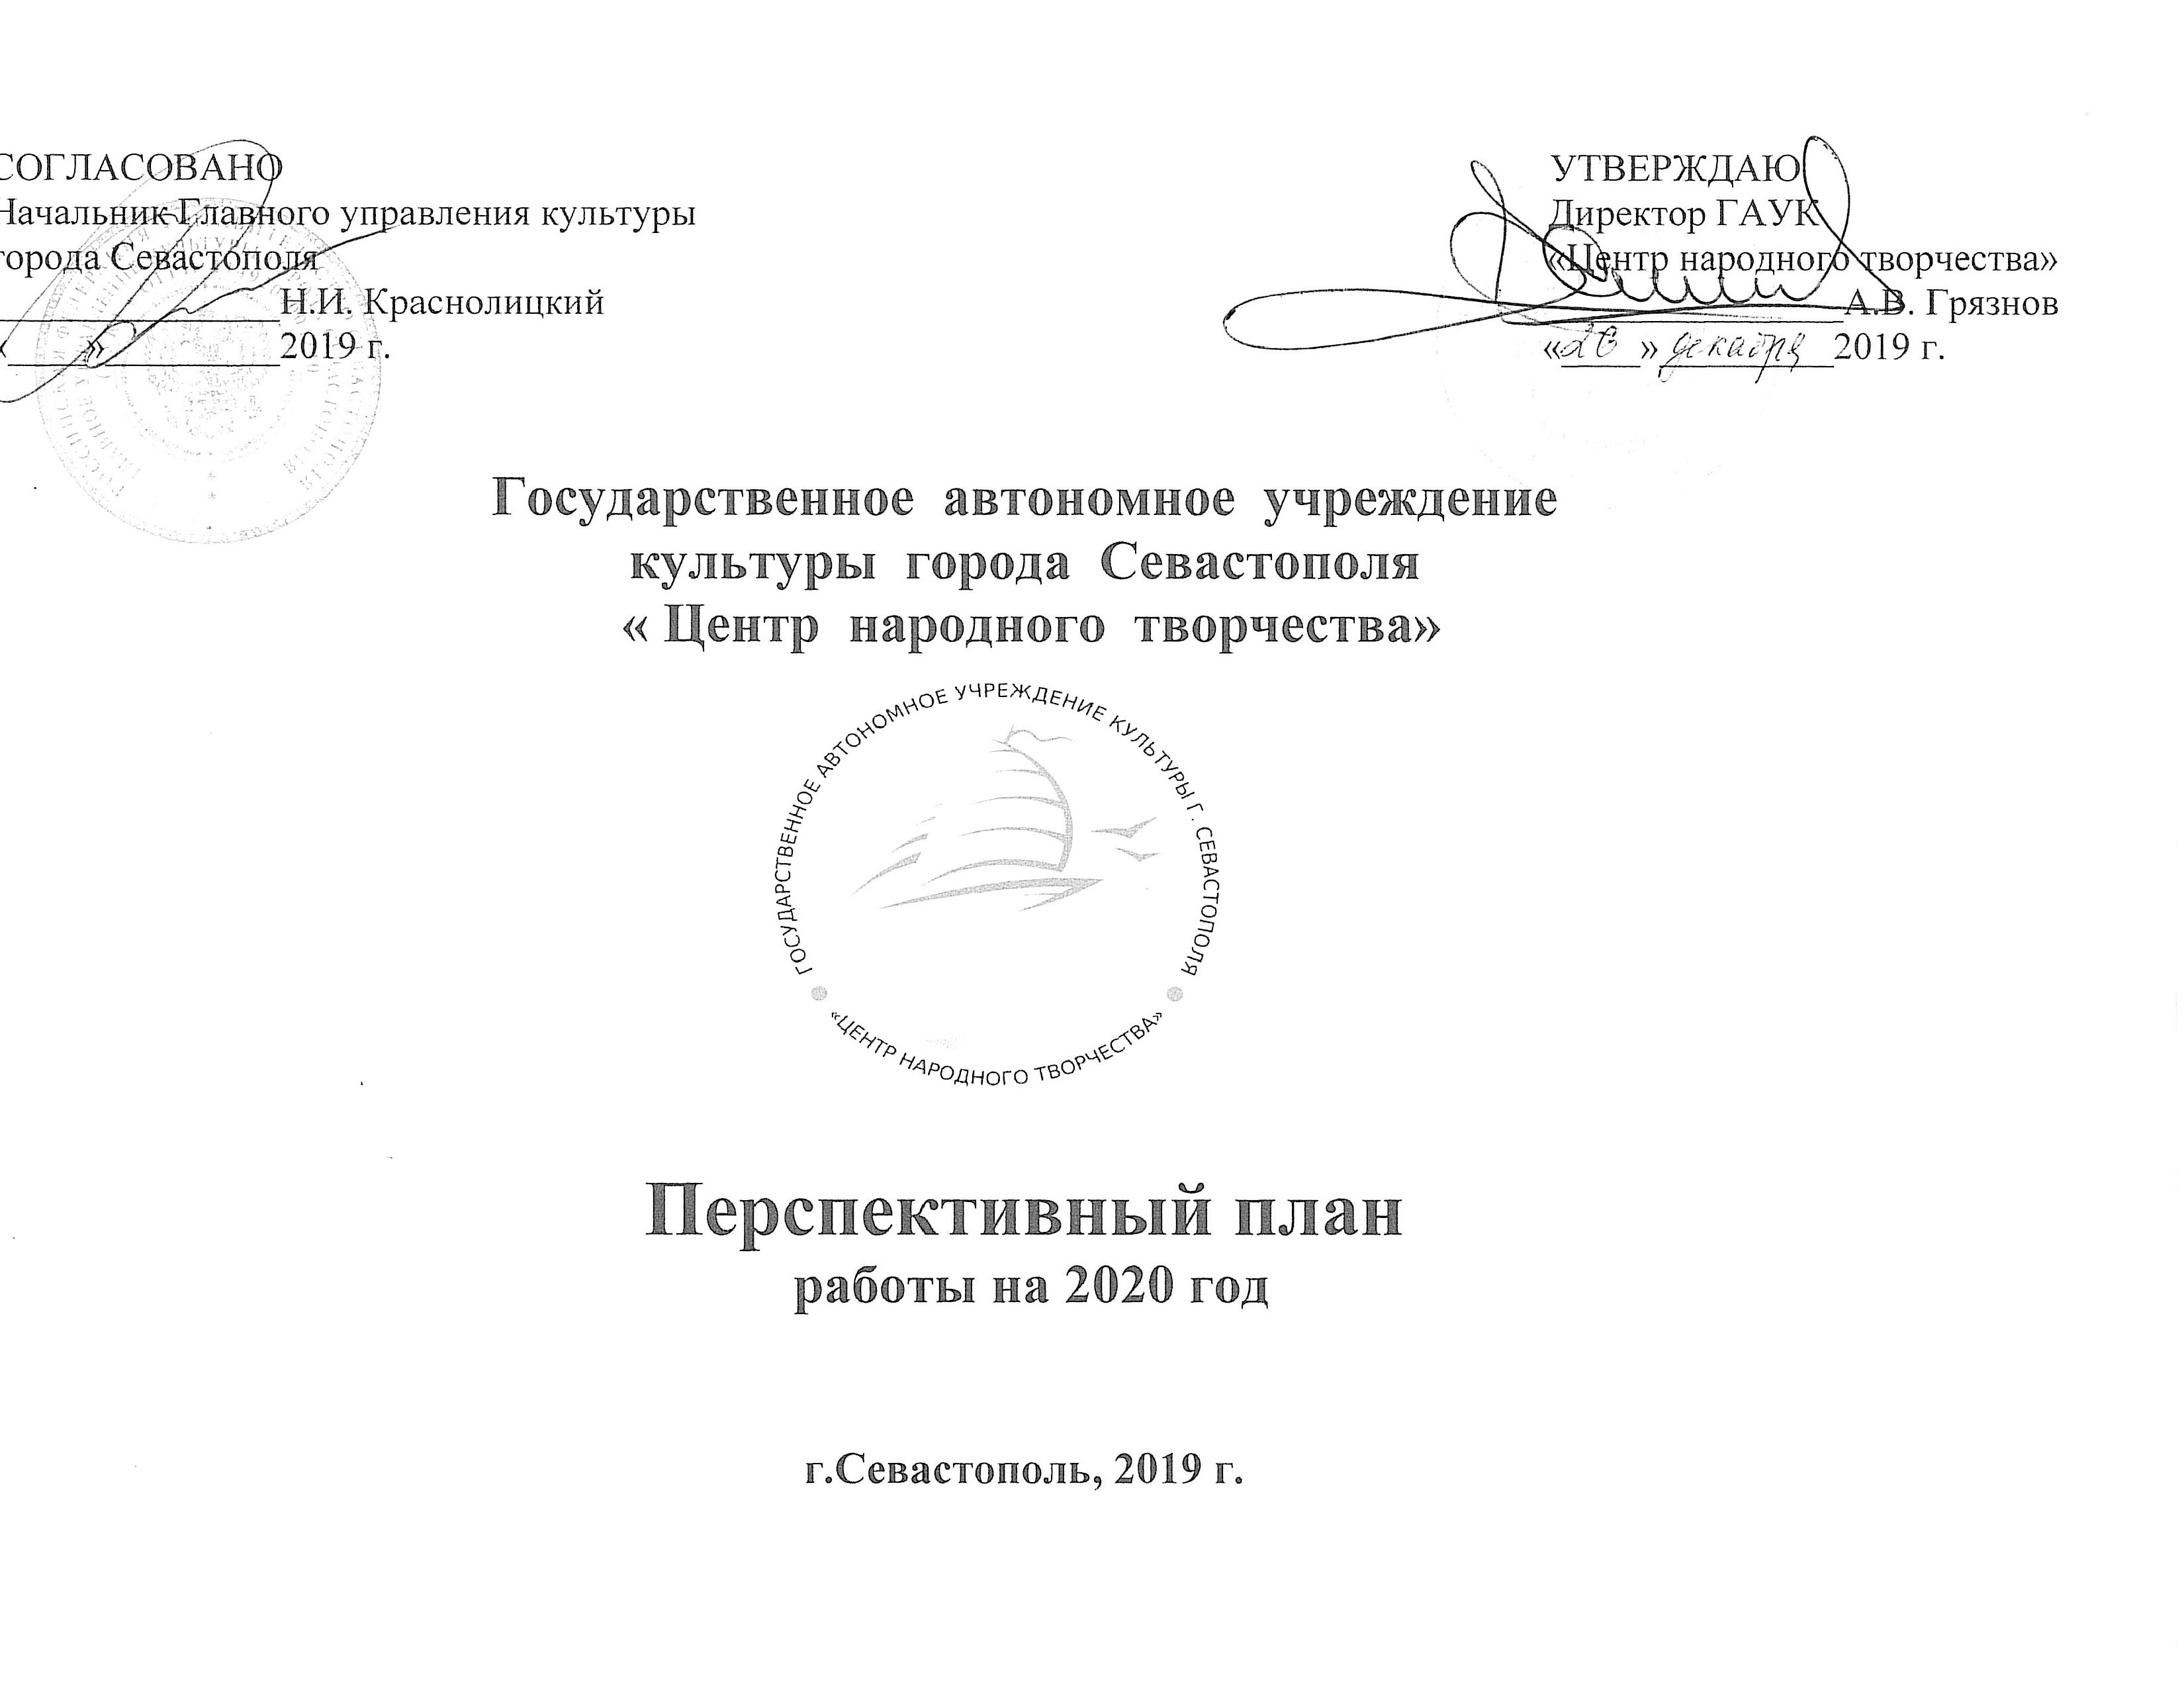 СОГЛАСОВАНО
Начальник Главного управления культуры
города Севастополя
Н.И. Краснолицкий
« » 2019 г.
УТВЕРЖДАЮ
Директор ГАУК
«Центр народного творчества»
А.В. Грязнов
« » декабря 2019 г.
Государственное автономное учреждение
культуры города Севастополя
« Центр народного творчества»
ГОСУДАРСТВЕННОЕ АВТОНОМНОЕ УЧРЕЖДЕНИЕ КУЛЬТУРЫ Г. СЕВАСТОПОЛЯ
«ЦЕНТР НАРОДНОГО ТВОРЧЕСТВА»
Перспективный план
работы на 2020 год
г.Севастополь, 2019 г.